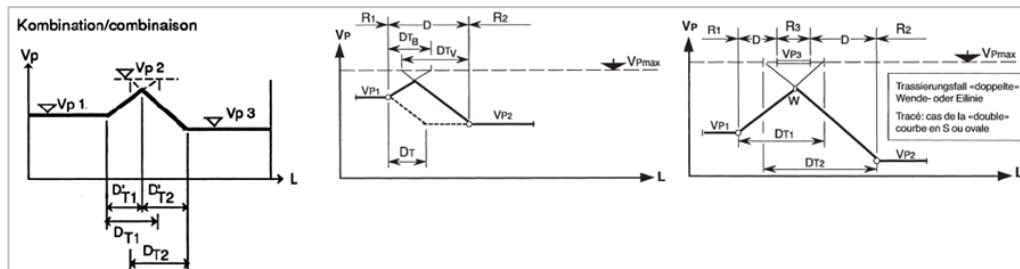 Kombination/combinaison
Vp
Vp 1
Vp 2
Vp 3
L
D'T1 D'T2
DT1
DT2
R1 D R2
VP
DTB
DTV
VPmax
VP1
VP2
DT
L
R1 D R3 D R2
VP
VP3
VPmax
W
VP1
DT1
VP2
DT2
L
Trassierungsfall «doppelte»
Wende- oder Eilinie
Tracé: cas de la «double»
courbe en S ou ovale